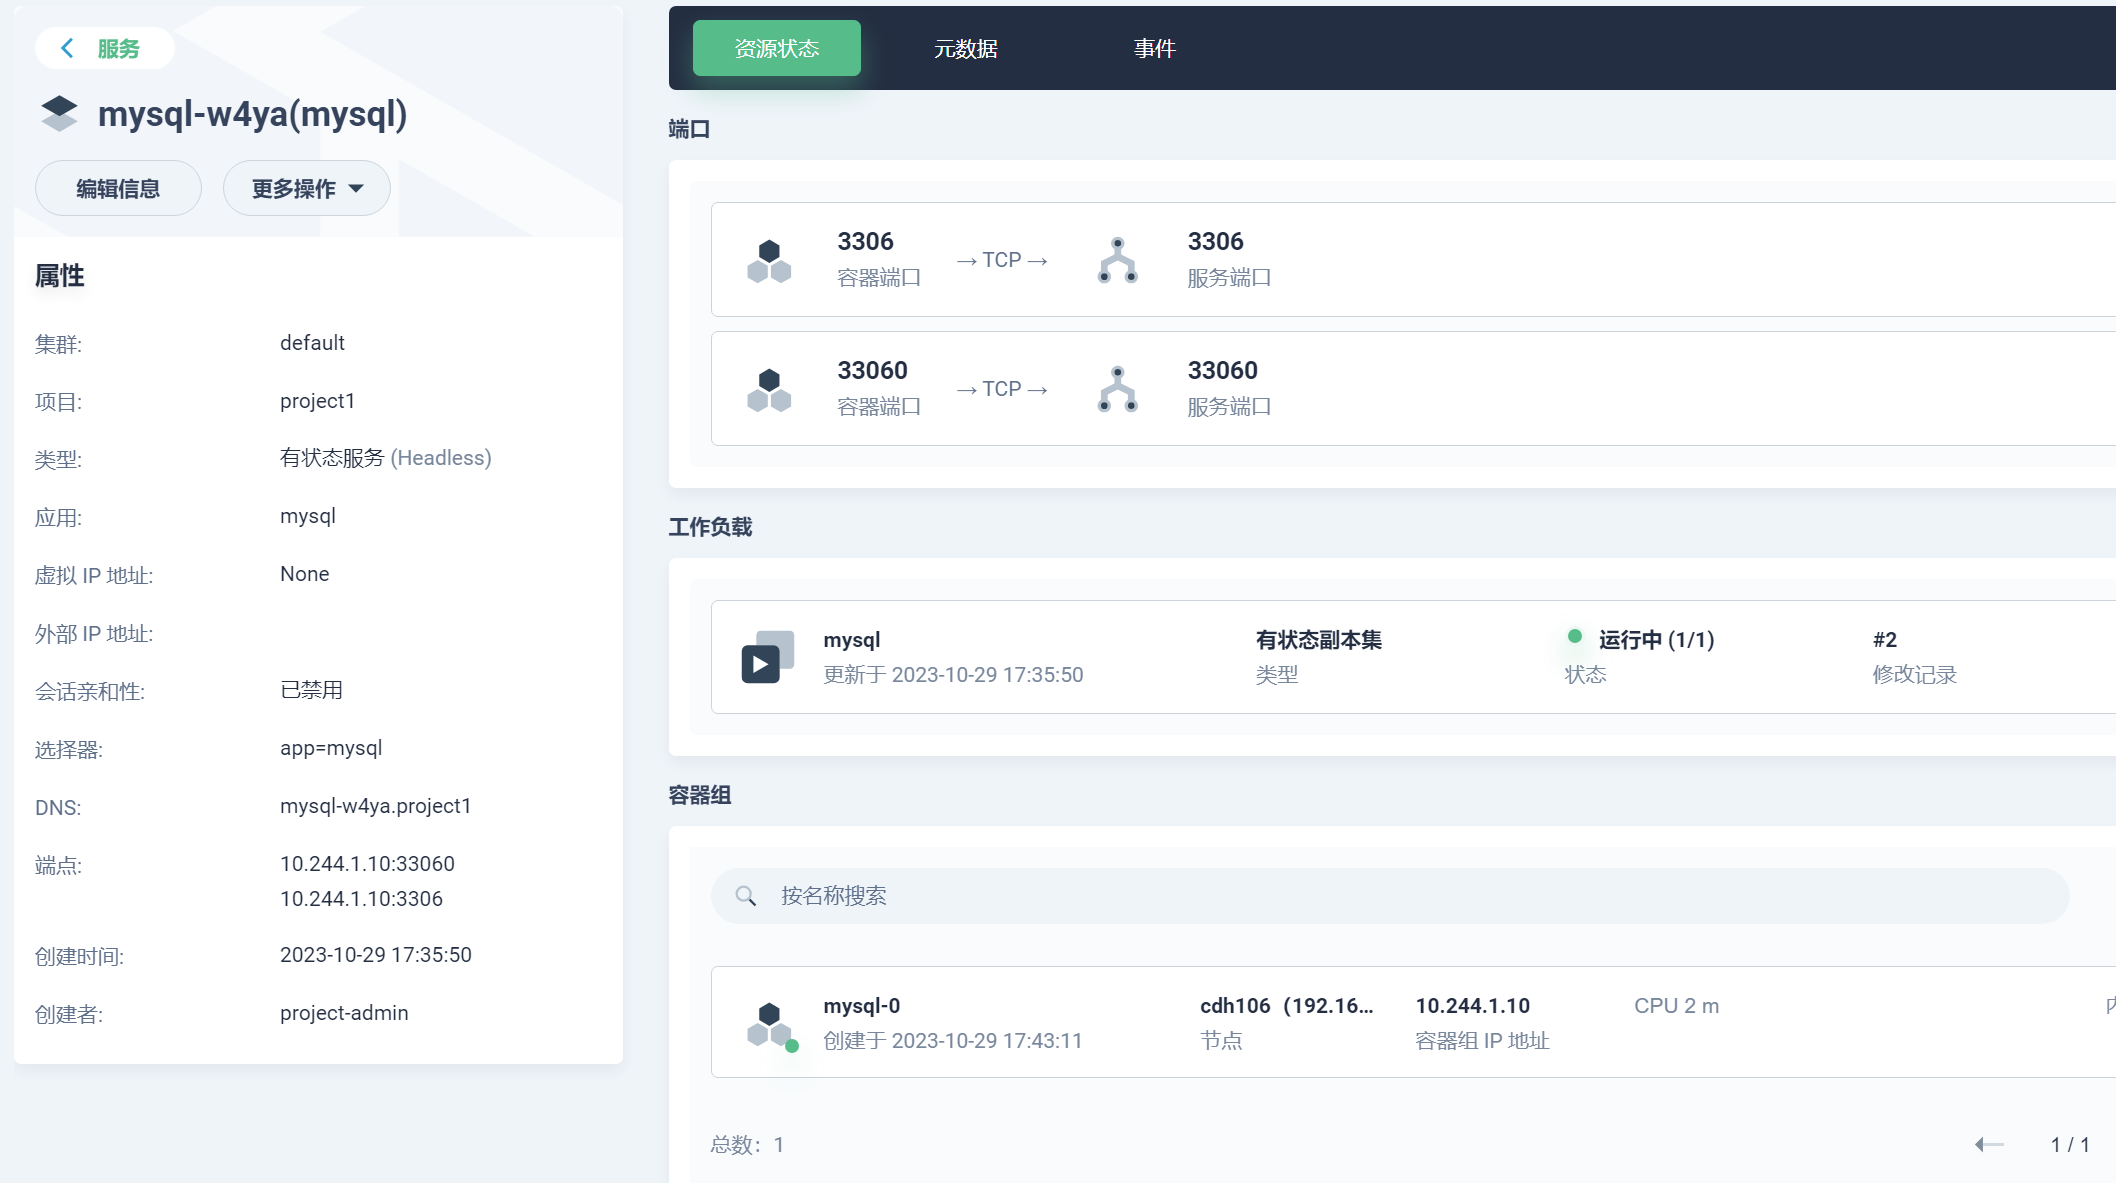 服务
mysql-w4ya(mysql)
编辑信息
更多操作
属性
集群: default
项目: project1
类型: 有状态服务 (Headless)
应用: mysql
虚拟 IP 地址: None
外部 IP 地址:
会话亲和性: 已禁用
选择器: app=mysql
DNS: mysql-w4ya.project1
端点: 10.244.1.10:33060
10.244.1.10:3306
创建时间: 2023-10-29 17:35:50
创建者: project-admin
资源状态 元数据 事件
端口
3306 → TCP → 3306
容器端口 服务端口
33060 → TCP → 33060
容器端口 服务端口
工作负载
mysql 有状态副本集 运行中 (1/1) #2
更新于 2023-10-29 17:35:50 类型 状态 修改记录
容器组
按名称搜索
mysql-0 cdh106（192.16... 10.244.1.10 CPU 2 m
创建于 2023-10-29 17:43:11 节点 容器组 IP 地址
总数：1 1 / 1